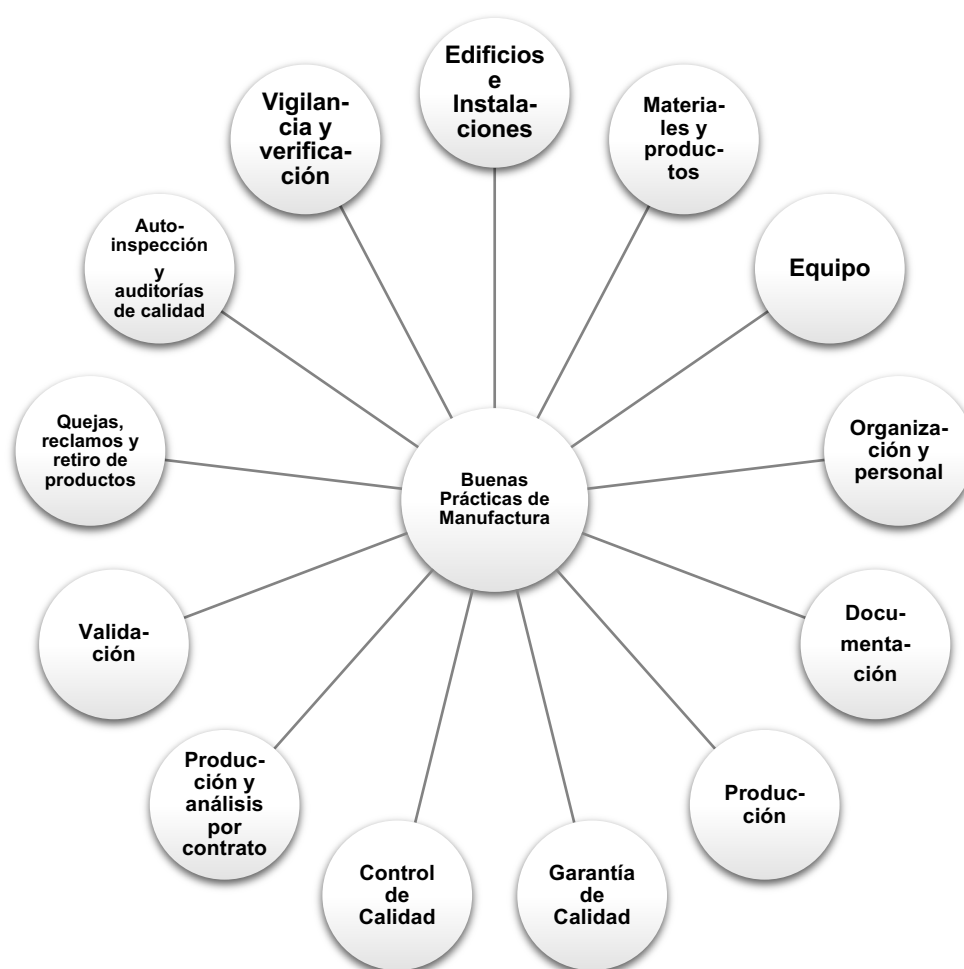 Edificios
e
Instala-
ciones
Materia-
les y
produc-
tos
Equipo
Organiza-
ción y
personal
Docu-
menta-
ción
Produc-
ción
Garantía
de
Calidad
Control
de
Calidad
Produc-
ción y
análisis
por
contrato
Valida-
ción
Quejas,
reclamos y
retiro de
productos
Auto-
inspección
y
auditorías
de calidad
Vigilan-
cia y
verifica-
ción
Buenas
Prácticas de
Manufactura